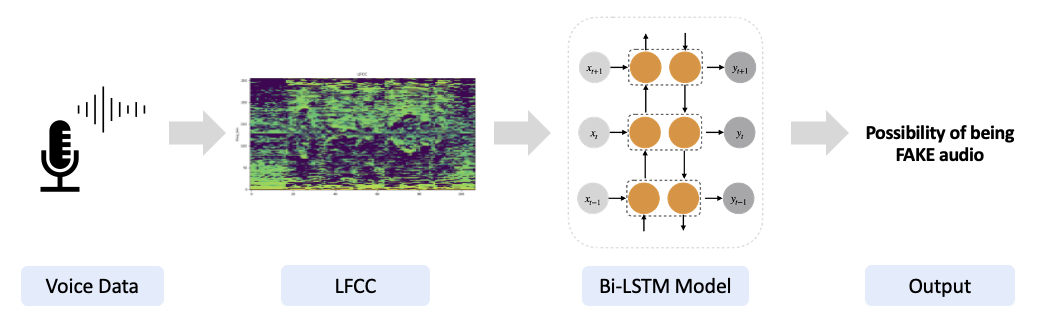 LFCC
x_{t+1}
y_{t+1}
x_t
y_t
x_{t-1}
y_{t-1}
Possibility of being
FAKE audio
Voice Data
LFCC
Bi-LSTM Model
Output